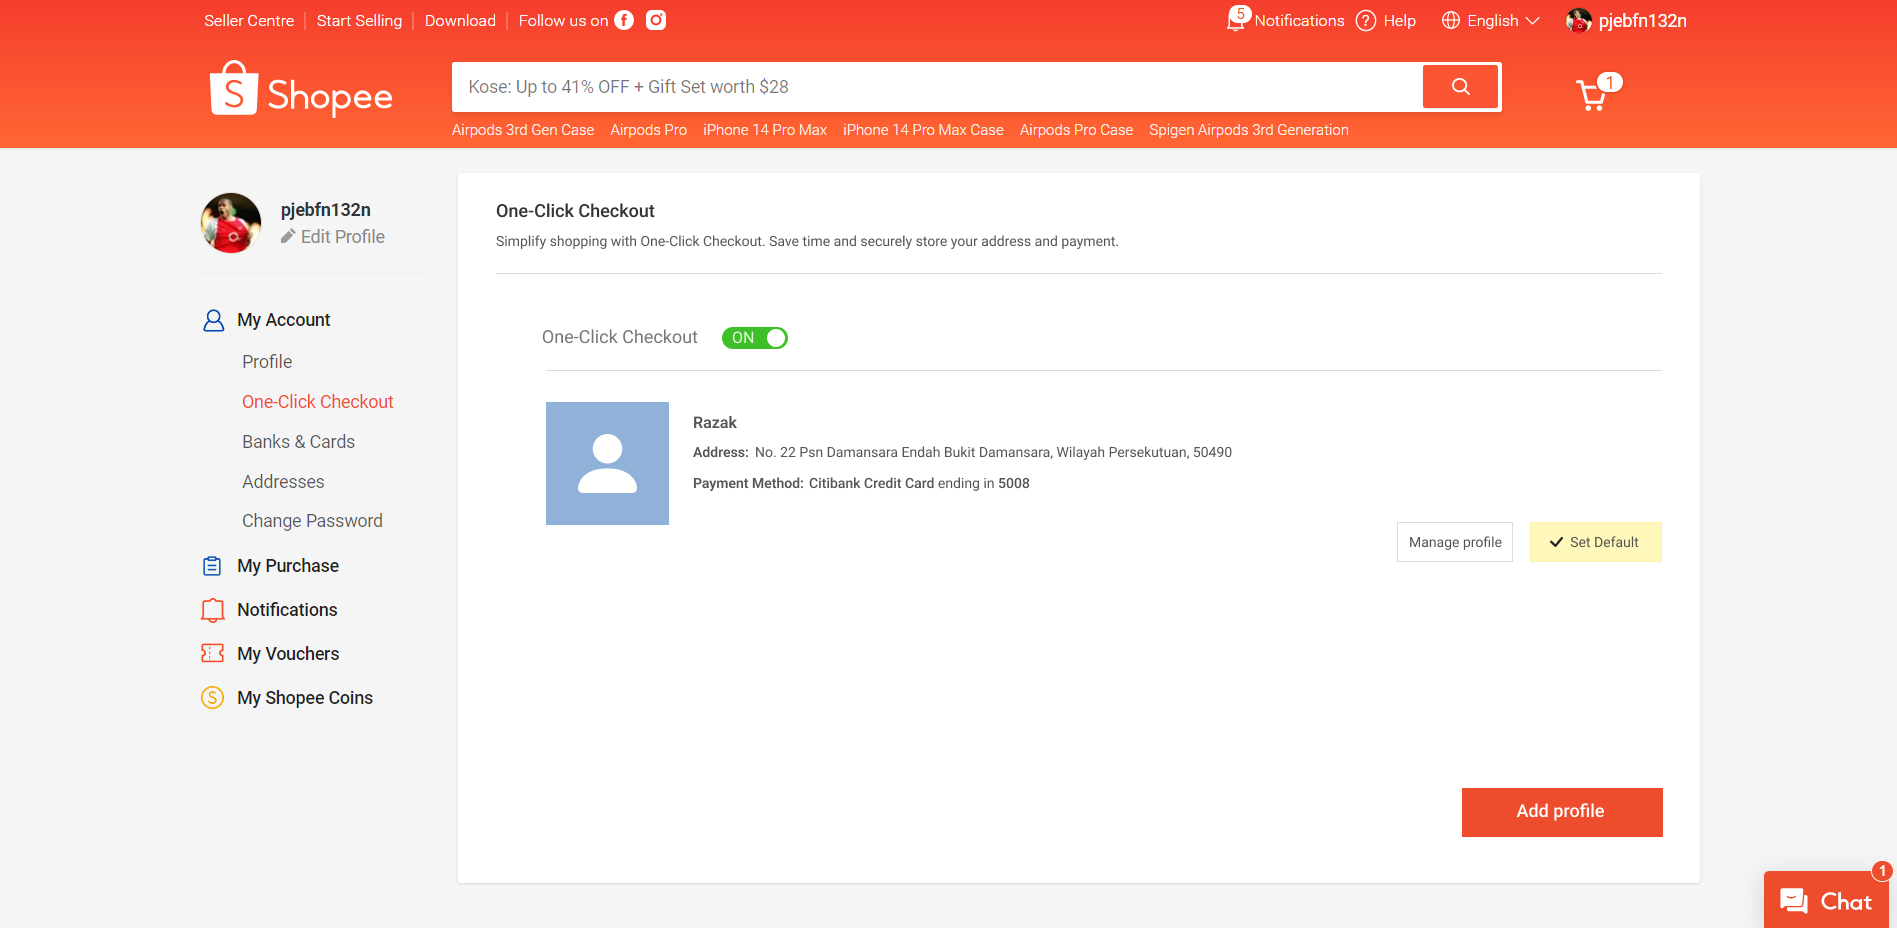 Seller Centre Start Selling Download Follow us on
5 Notifications Help English pjebfn132n
S Shopee
Kose: Up to 41% OFF + Gift Set worth $28
1
Airpods 3rd Gen Case Airpods Pro iPhone 14 Pro Max iPhone 14 Pro Max Case Airpods Pro Case Spigen Airpods 3rd Generation
pjebfn132n
Edit Profile
My Account
Profile
One-Click Checkout
Banks & Cards
Addresses
Change Password
My Purchase
Notifications
My Vouchers
S My Shopee Coins
One-Click Checkout
Simplify shopping with One-Click Checkout. Save time and securely store your address and payment.
One-Click Checkout ON
Razak
Address: No. 22 Psn Damansara Endah Bukit Damansara, Wilayah Persekutuan, 50490
Payment Method: Citibank Credit Card ending in 5008
Manage profile Set Default
Add profile
1
Chat